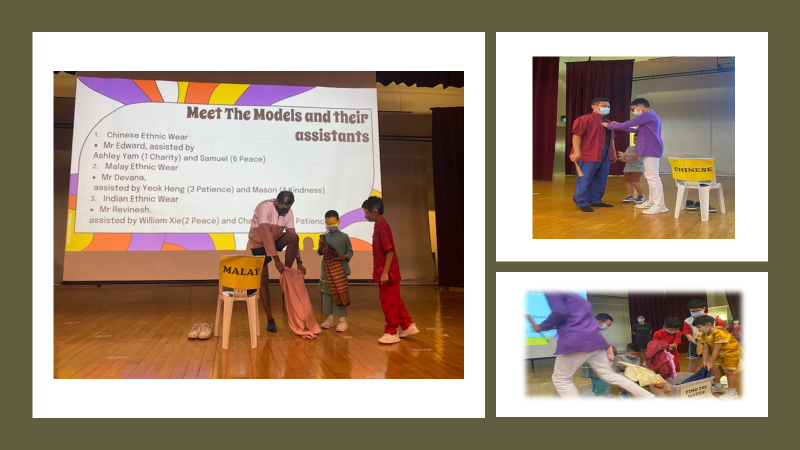 Meet The Models and their
assistants
1. Chinese Ethnic Wear
• Mr Edward, assisted by
Ashley Yam (1 Charity) and Samuel (6 Peace)
2. Malay Ethnic Wear
• Mr Devana,
assisted by Yeok Heng (3 Patience) and Mason (4 Kindness)
3. Indian Ethnic Wear
• Mr Revinesh,
assisted by William Xie(2 Peace) and
MALAY
CHINESE
FIND THE